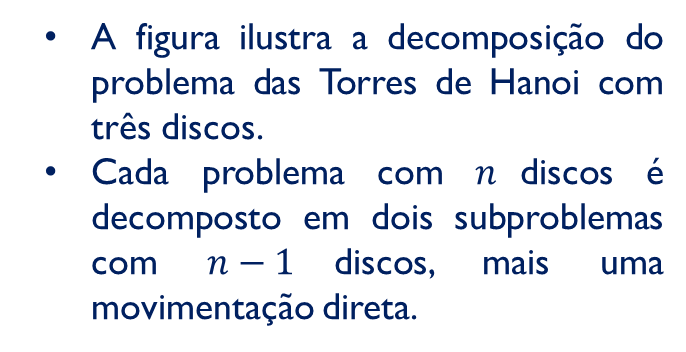 • A figura ilustra a decomposição do
problema das Torres de Hanoi com
três discos.
• Cada problema com n discos é
decomposto em dois subproblemas
com n − 1 discos, mais uma
movimentação direta.